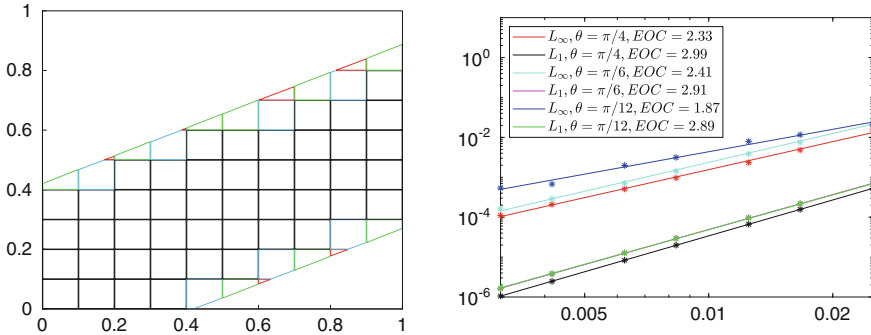 1
0.8
0.6
0.4
0.2
0
0 0.2 0.4 0.6 0.8 1
10^0
10^-2
10^-4
10^-6
L∞, θ = π/4, EOC = 2.33
L1, θ = π/4, EOC = 2.99
L∞, θ = π/6, EOC = 2.41
L1, θ = π/6, EOC = 2.91
L∞, θ = π/12, EOC = 1.87
L1, θ = π/12, EOC = 2.89
0.005 0.01 0.02